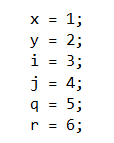 x = 1;
y = 2;
i = 3;
j = 4;
q = 5;
r = 6;